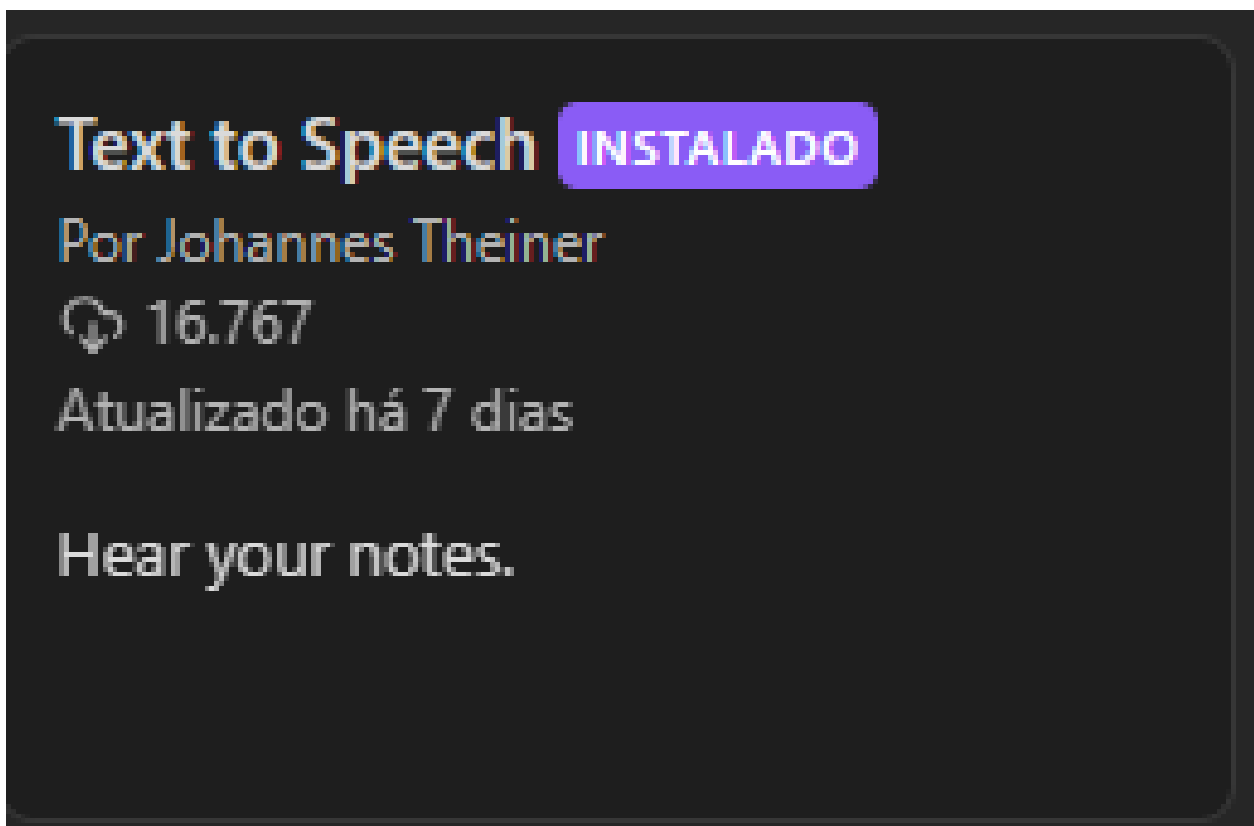 Text to Speech INSTALADO
Por Johannes Theiner
16.767
Atualizado há 7 dias
Hear your notes.